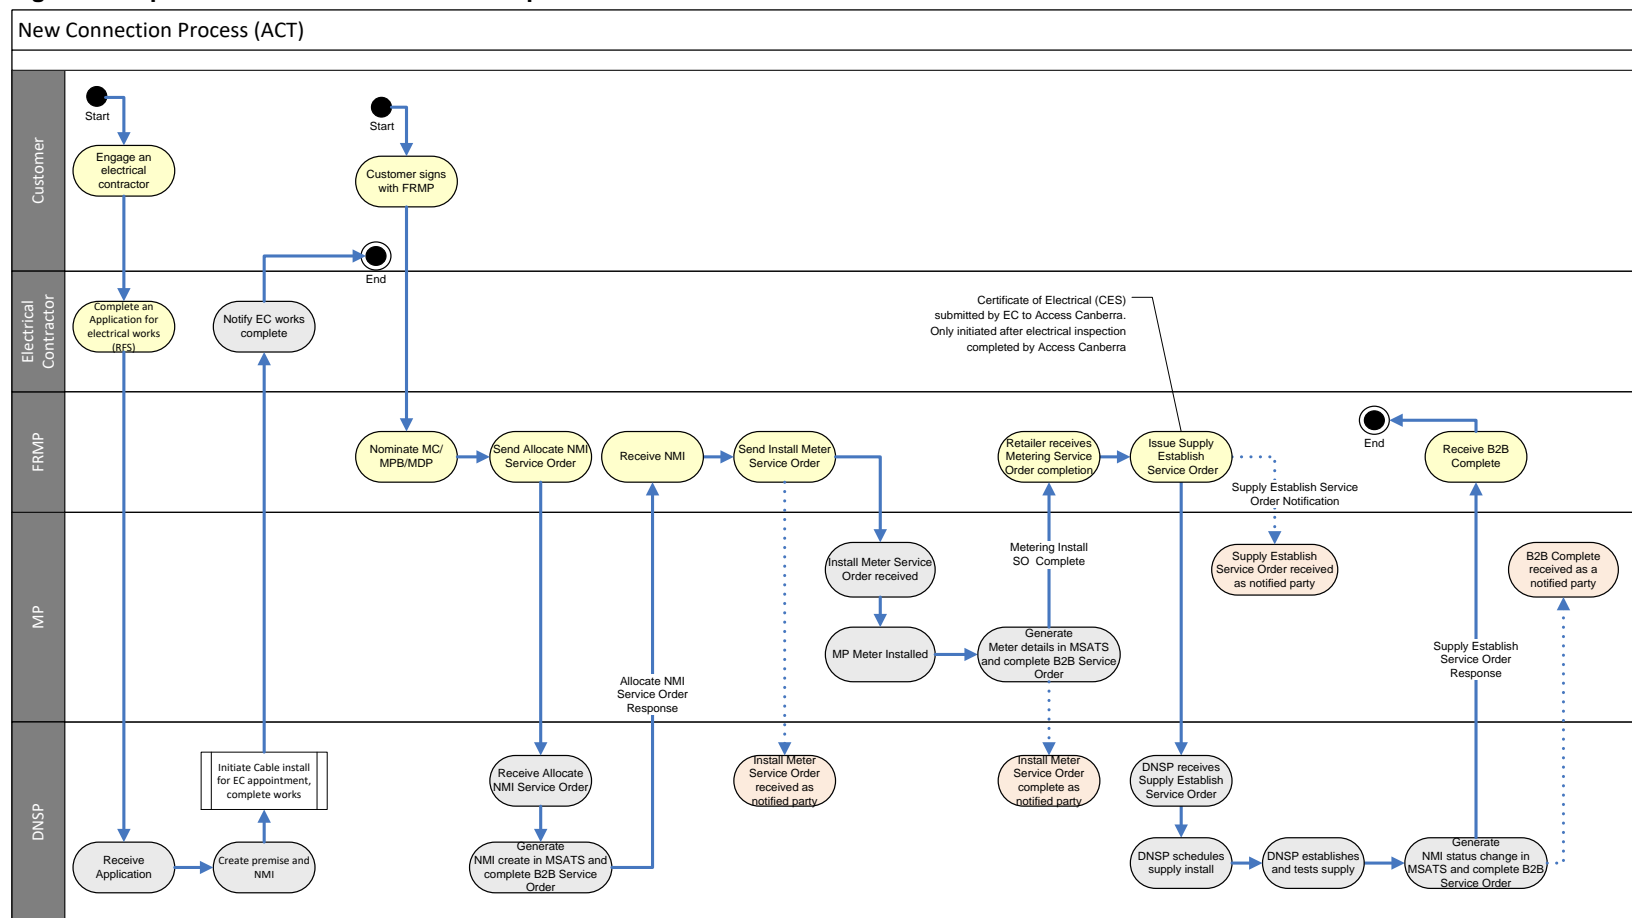 New Connection Process (ACT)
Customer
Start
Engage an
electrical
contractor
Start
Customer signs
with FRMP
End
Electrical
Contractor
Complete an
Application for
electrical works
(RFS)
Notify EC works
complete
Certificate of Electrical (CES)
submitted by EC to Access Canberra.
Only initiated after electrical inspection
completed by Access Canberra
FRMP
Nominate MC/
MPB/MDP
Send Allocate NMI
Service Order
Receive NMI
Send Install Meter
Service Order
Retailer receives
Metering Service
Order completion
Issue Supply
Establish
Service Order
Supply Establish Service
Order Notification
End
Receive B2B
Complete
MP
Install Meter Service
Order received
MP Meter Installed
Metering Install
SO Complete
Generate
Meter details in MSATS
and complete B2B Service
Order
Supply Establish
Service Order received
as notified party
B2B Complete
received as a
notified party
Allocate NMI
Service Order
Response
Supply Establish
Service Order
Response
DNSP
Initiate Cable install
for EC appointment,
complete works
Receive
Application
Create premise and
NMI
Receive Allocate
NMI Service Order
Generate
NMI create in MSATS and
complete B2B Service
Order
Install Meter
Service Order
received as
notified party
Install Meter
Service Order
complete as
notified party
DNSP receives
Supply Establish
Service Order
DNSP schedules
supply install
DNSP establishes
and tests supply
Generate
NMI status change in
MSATS and complete B2B
Service Order